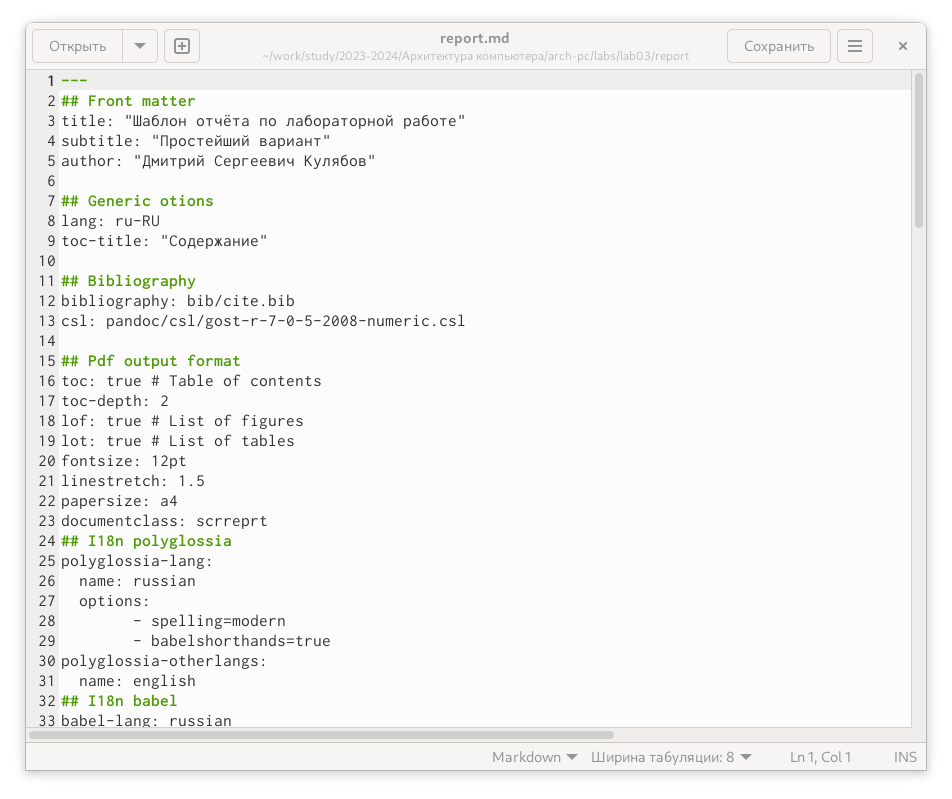 Открыть
report.md
~/work/study/2023-2024/Архитектура компьютера/arch-pc/labs/lab03/report
Сохранить
1 ---
2 ## Front matter
3 title: "Шаблон отчёта по лабораторной работе"
4 subtitle: "Простейший вариант"
5 author: "Дмитрий Сергеевич Кулябов"
6
7 ## Generic otions
8 lang: ru-RU
9 toc-title: "Содержание"
10
11 ## Bibliography
12 bibliography: bib/cite.bib
13 csl: pandoc/csl/gost-r-7-0-5-2008-numeric.csl
14
15 ## Pdf output format
16 toc: true # Table of contents
17 toc-depth: 2
18 lof: true # List of figures
19 lot: true # List of tables
20 fontsize: 12pt
21 linestretch: 1.5
22 papersize: a4
23 documentclass: scrreprt
24 ## I18n polyglossia
25 polyglossia-lang:
26   name: russian
27   options:
28         - spelling=modern
29         - babelshorthands=true
30 polyglossia-otherlangs:
31   name: english
32 ## I18n babel
33 babel-lang: russian
Markdown Ширина табуляции: 8 Ln 1, Col 1 INS